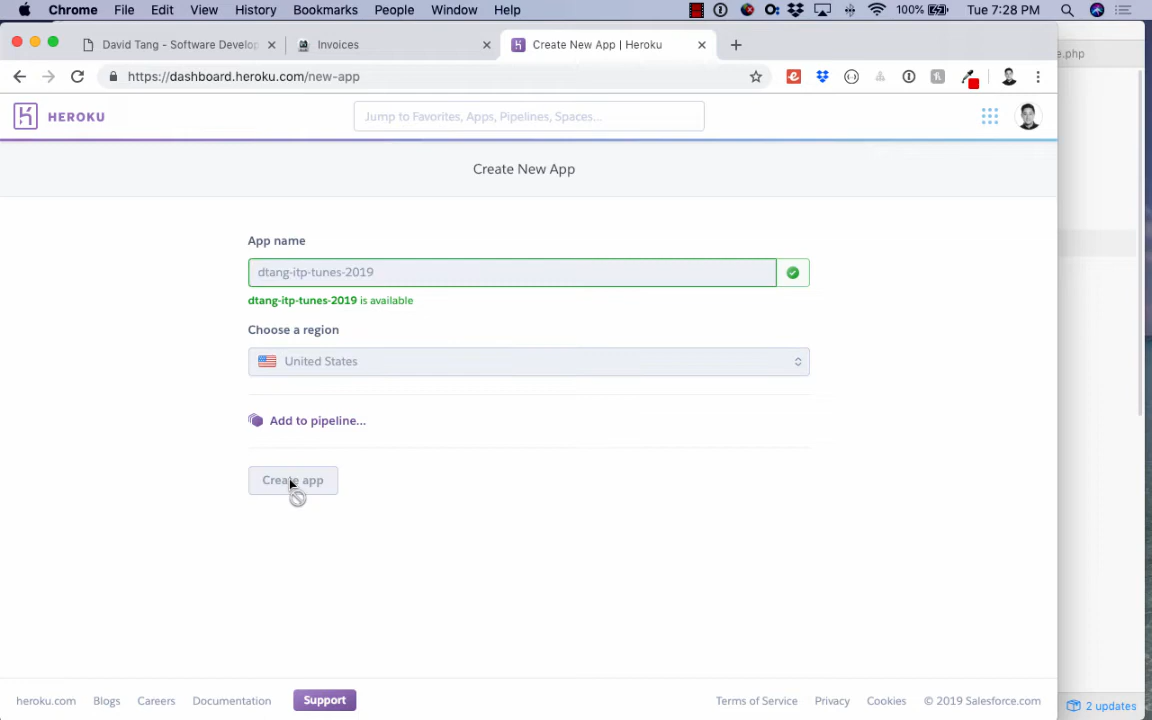 Chrome File Edit View History Bookmarks People Window Help 100% Tue 7:28 PM
David Tang - Software Develop
Invoices
Create New App | Heroku
e.php
https://dashboard.heroku.com/new-app
HEROKU
Jump to Favorites, Apps, Pipelines, Spaces...
Create New App
App name
dtang-itp-tunes-2019
dtang-itp-tunes-2019 is available
Choose a region
United States
Add to pipeline...
Create app
heroku.com Blogs Careers Documentation Support Terms of Service Privacy Cookies © 2019 Salesforce.com
2 updates